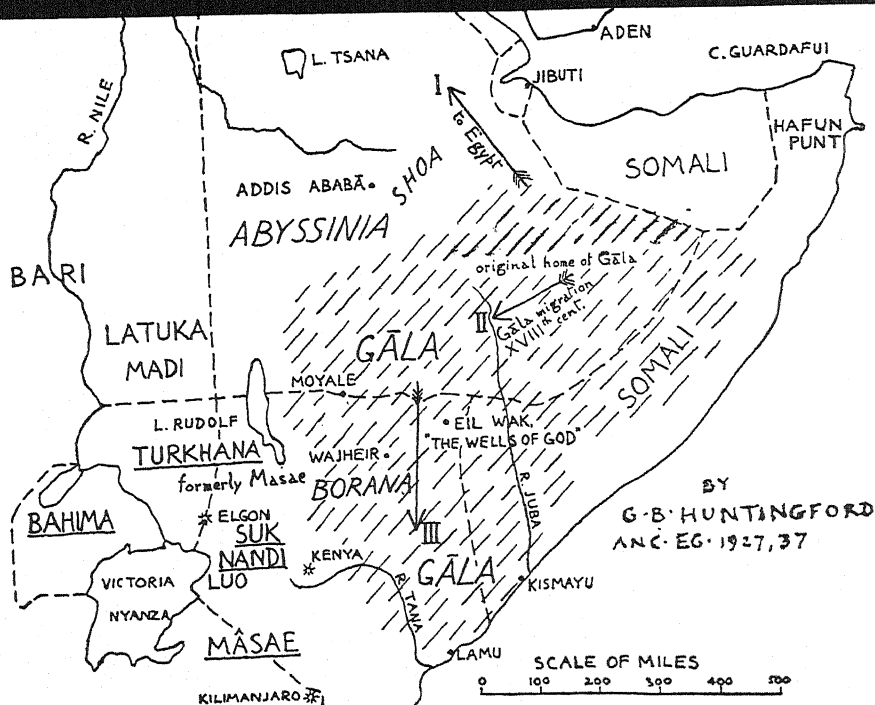 ADEN
L. TSANA
C. GUARDAFUI
JIBUTI
I
R. NILE
to Egypt
HAFUN
PUNT
SHOA
SOMALI
ADDIS ABABĀ
ABYSSINIA
BARI
original home of Gāla
Gāla migration
XVIIIth cent.
II
LATUKA
MADI
GĀLA
SOMĀLI
MOYALE
L. RUDOLF
EIL WAK,
"THE WELLS OF GOD"
TURKHANA
formerly Masae
WAJHEIR
BORANA
R. JUBA
BY
G.B. HUNTINGFORD
ANC. EG. 1927, 37
BAHIMA
ELGON
SUK
NANDI
LUO
III
KENYA
GĀLA
VICTORIA
NYANZA
R. TANA
KISMAYU
MÂSAE
LAMU
KILIMANJARO
SCALE OF MILES
0 100 200 300 400 500